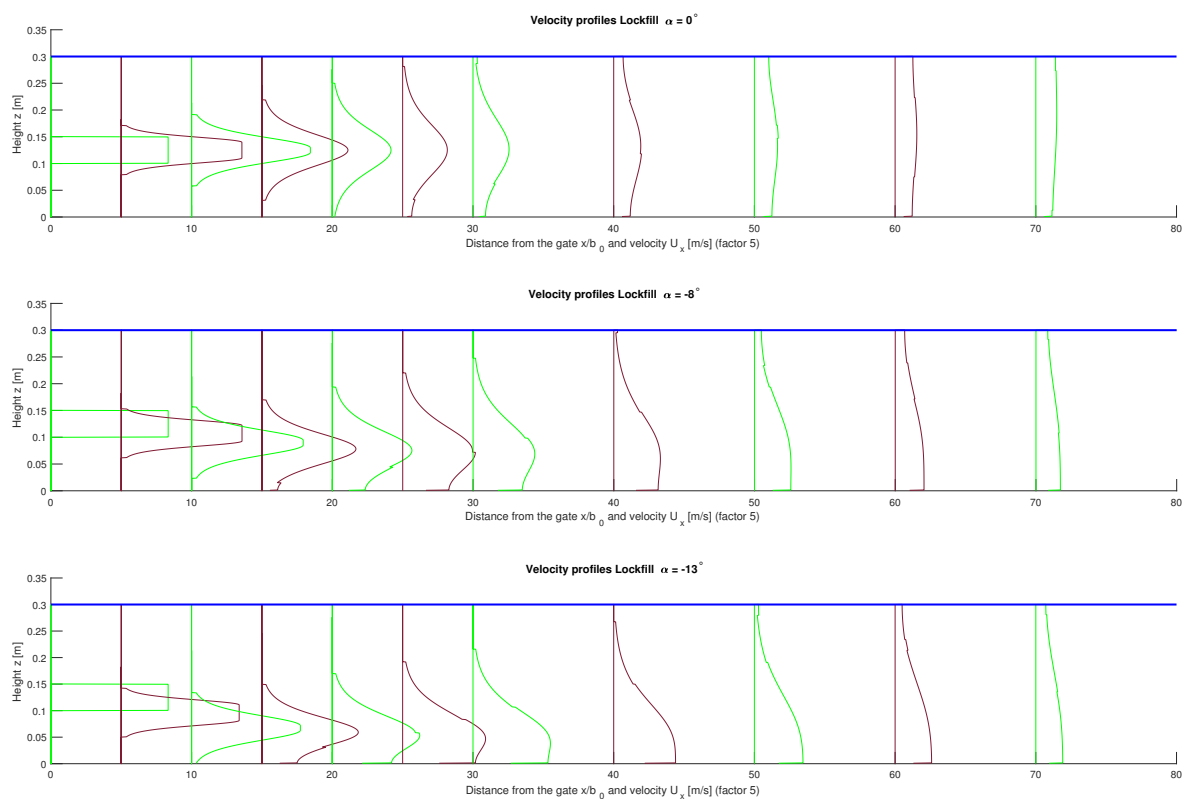 Velocity profiles Lockfill α = 0°
0.35
0.3
0.25
0.2
0.15
0.1
0.05
0
Height z [m]
0 10 20 30 40 50 60 70 80
Distance from the gate x/b₀ and velocity Uₓ [m/s] (factor 5)
Velocity profiles Lockfill α = -8°
0.35
0.3
0.25
0.2
0.15
0.1
0.05
0
Height z [m]
0 10 20 30 40 50 60 70 80
Distance from the gate x/b₀ and velocity Uₓ [m/s] (factor 5)
Velocity profiles Lockfill α = -13°
0.35
0.3
0.25
0.2
0.15
0.1
0.05
0
Height z [m]
0 10 20 30 40 50 60 70 80
Distance from the gate x/b₀ and velocity Uₓ [m/s] (factor 5)